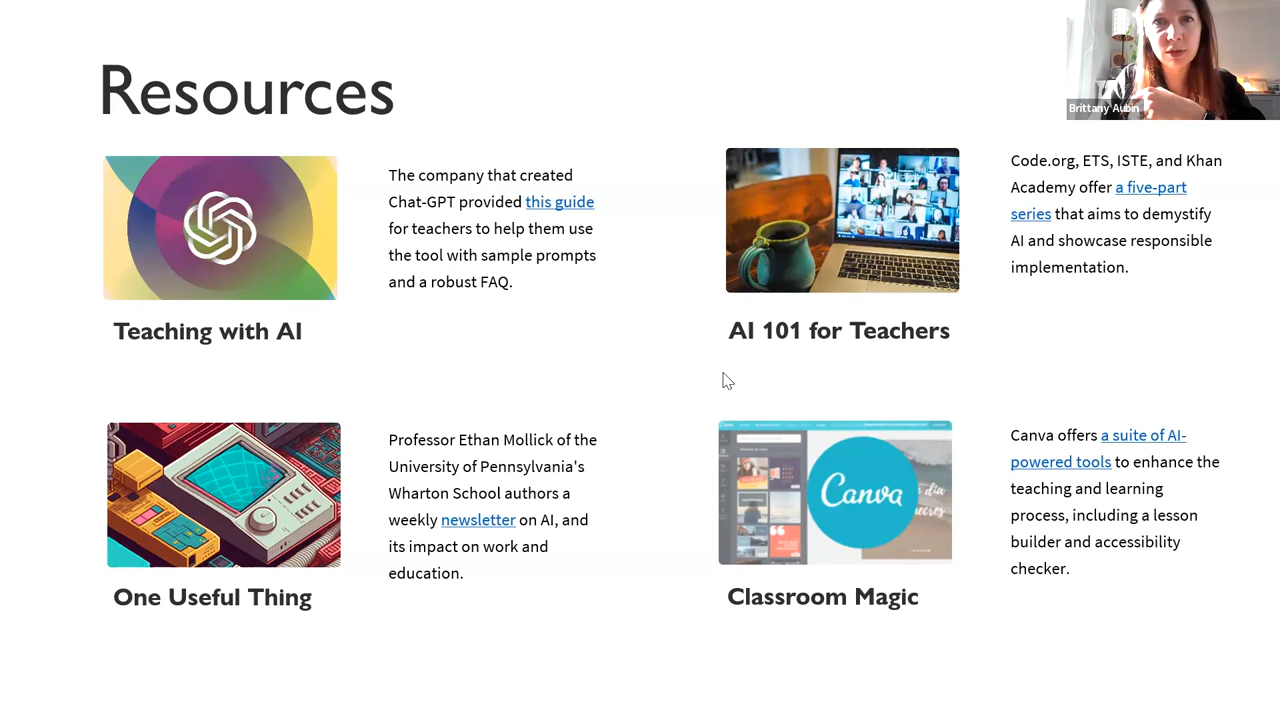 Resources
Brittany Aubin
The company that created
Chat-GPT provided this guide
for teachers to help them use
the tool with sample prompts
and a robust FAQ.
Teaching with AI
Code.org, ETS, ISTE, and Khan
Academy offer a five-part
series that aims to demystify
AI and showcase responsible
implementation.
AI 101 for Teachers
Professor Ethan Mollick of the
University of Pennsylvania's
Wharton School authors a
weekly newsletter on AI, and
its impact on work and
education.
One Useful Thing
Canva
Canva offers a suite of AI-
powered tools to enhance the
teaching and learning
process, including a lesson
builder and accessibility
checker.
Classroom Magic